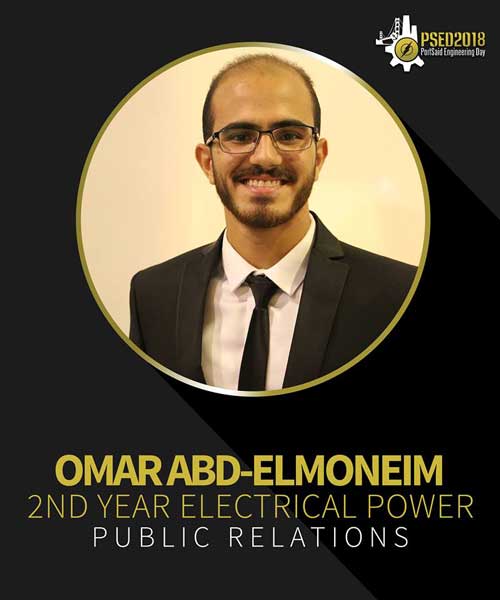 PSED2018
PortSaid Engineering Day
OMAR ABD-ELMONEIM
2ND YEAR ELECTRICAL POWER
PUBLIC RELATIONS